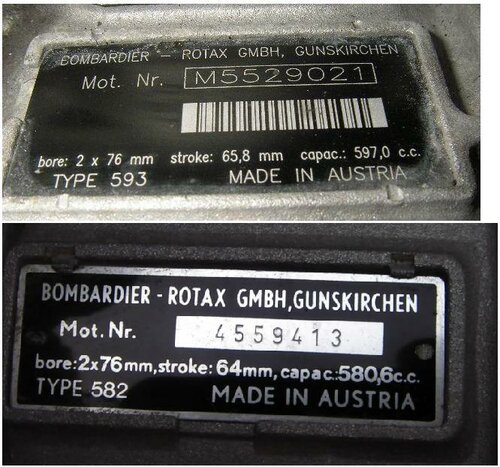 BOMBARDIER - ROTAX GMBH, GUNSKIRCHEN
Mot. Nr. M5529021
bore: 2 x 76 mm stroke: 65,8 mm capac.: 597,0 c.c.
TYPE 593 MADE IN AUSTRIA
BOMBARDIER - ROTAX GMBH, GUNSKIRCHEN
Mot. Nr. 4559413
bore: 2x76mm, stroke: 64mm, capac.: 580,6 c.c.
TYPE 582 MADE IN AUSTRIA